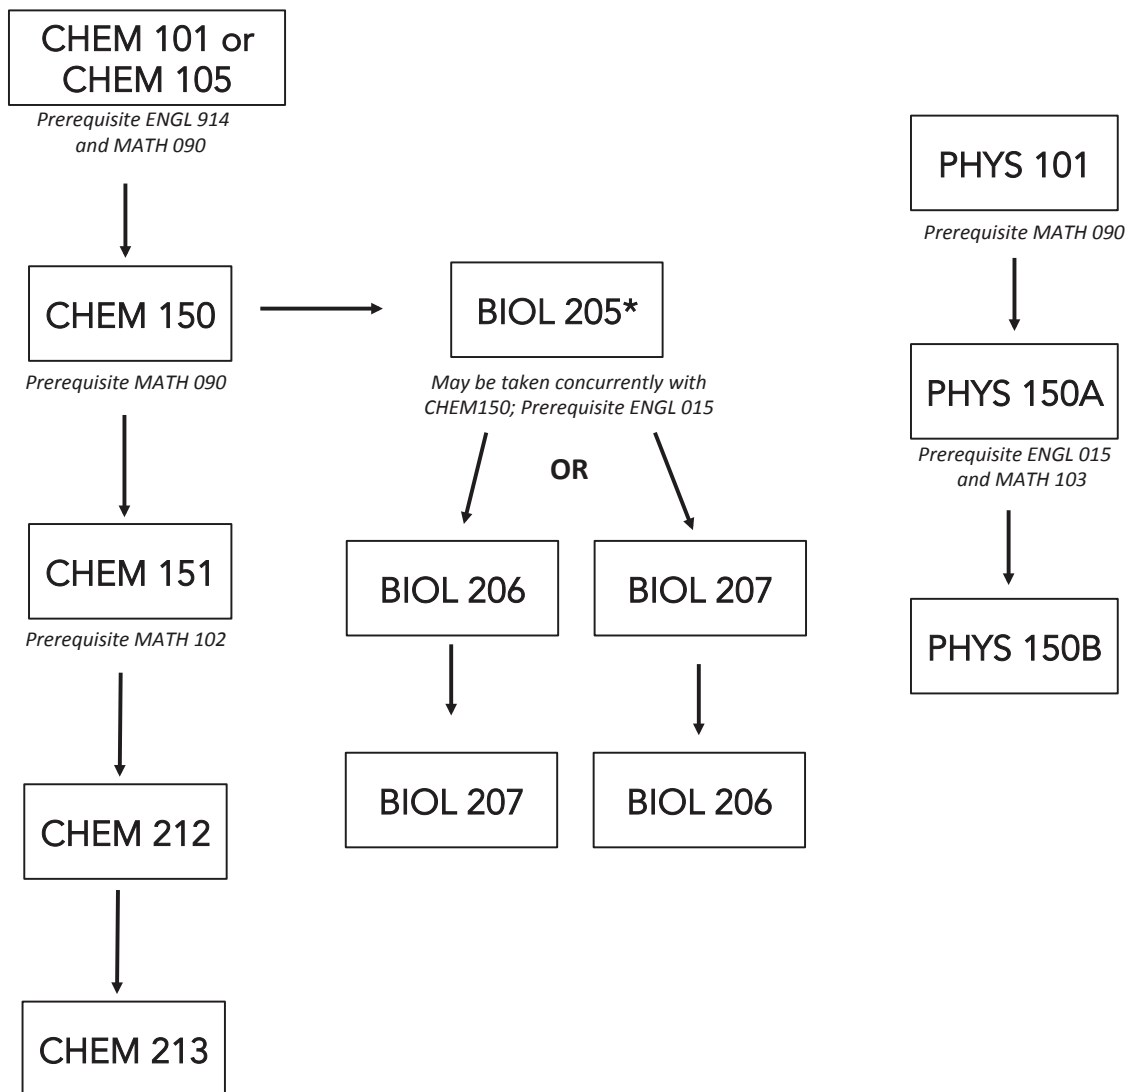 CHEM 101 or
CHEM 105
Prerequisite ENGL 914
and MATH 090
CHEM 150
Prerequisite MATH 090
CHEM 151
Prerequisite MATH 102
CHEM 212
CHEM 213
BIOL 205*
May be taken concurrently with
CHEM150; Prerequisite ENGL 015
OR
BIOL 206
BIOL 207
BIOL 207
BIOL 206
PHYS 101
Prerequisite MATH 090
PHYS 150A
Prerequisite ENGL 015
and MATH 103
PHYS 150B